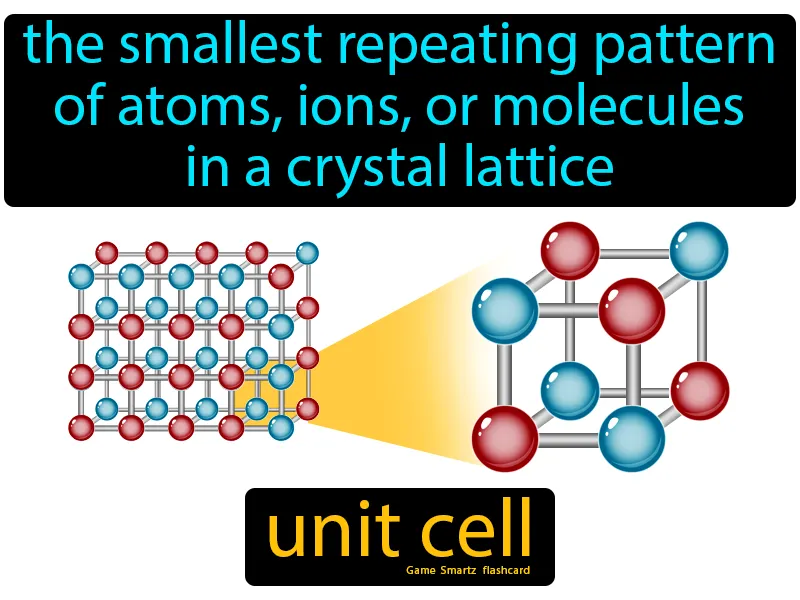 the smallest repeating pattern
of atoms, ions, or molecules
in a crystal lattice
unit cell
Game Smartz flashcard